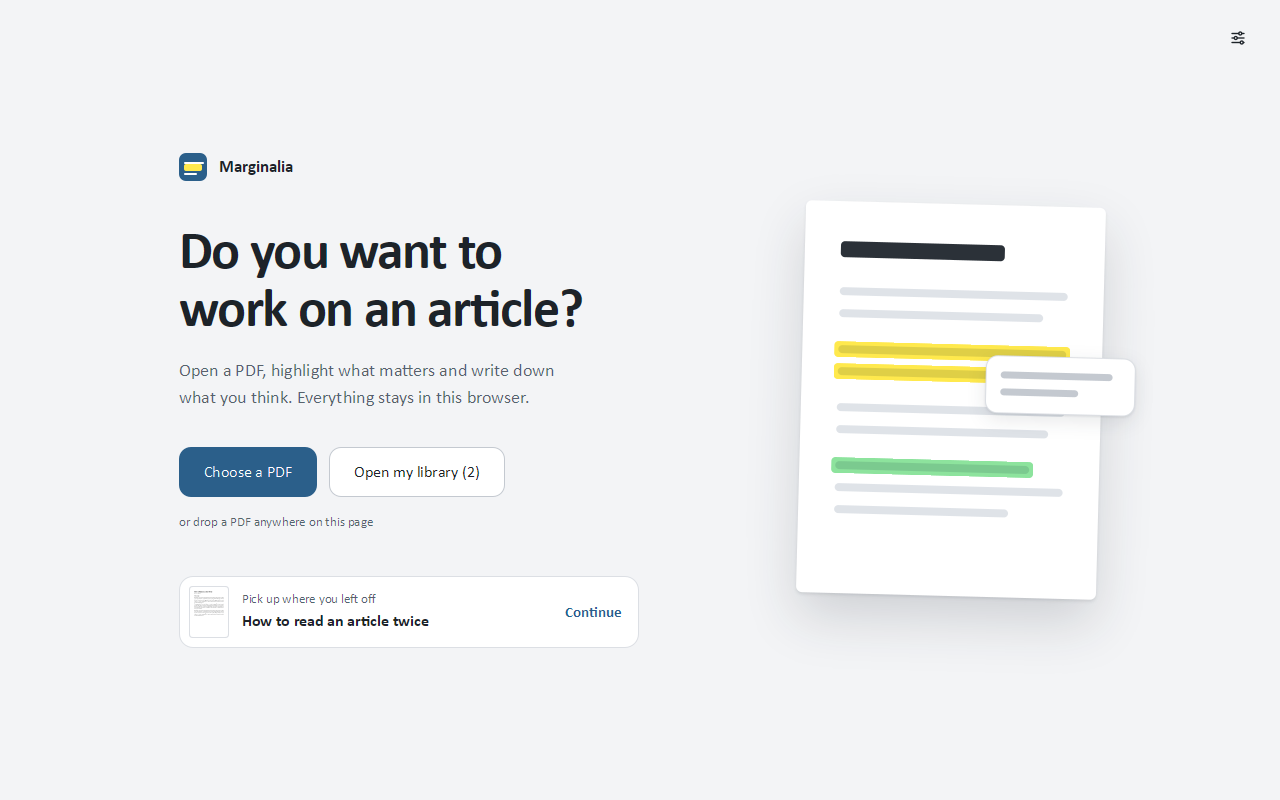 Marginalia
Do you want to
work on an article?
Open a PDF, highlight what matters and write down
what you think. Everything stays in this browser.
Choose a PDF
Open my library (2)
or drop a PDF anywhere on this page
Pick up where you left off
How to read an article twice
Continue